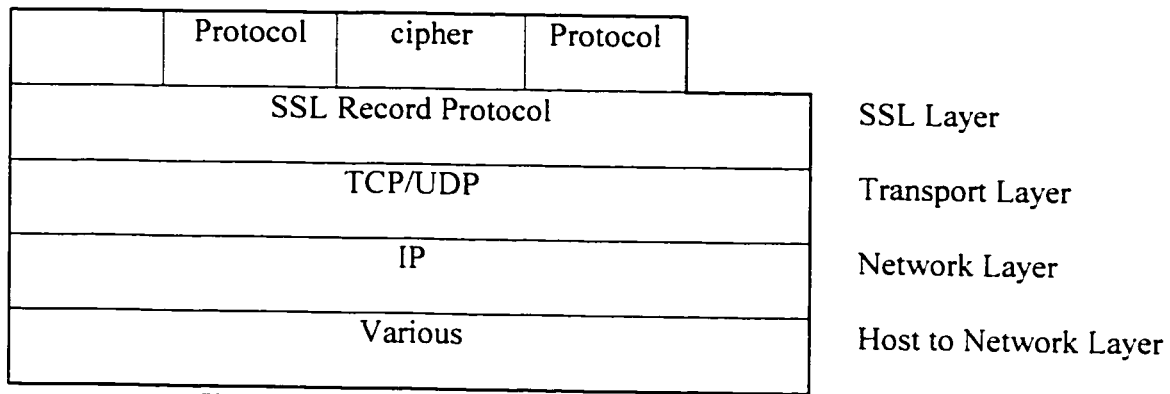 Protocol cipher Protocol
SSL Record Protocol SSL Layer
TCP/UDP Transport Layer
IP Network Layer
Various Host to Network Layer